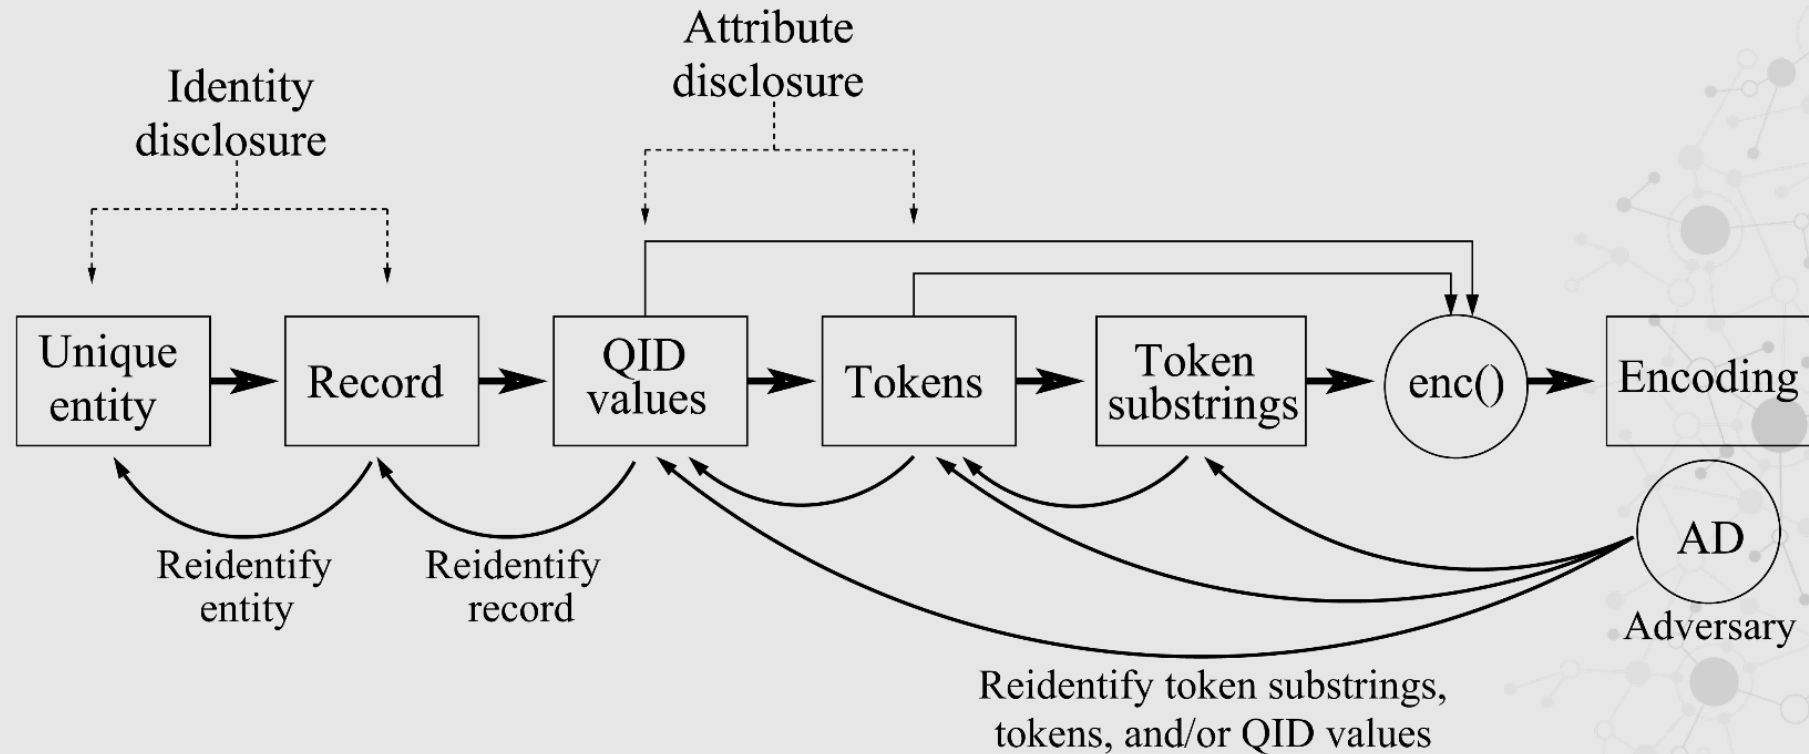 Attribute
disclosure
Identity
disclosure
Unique
entity
Record
QID
values
Tokens
Token
substrings
enc()
Encoding
Reidentify
entity
Reidentify
record
AD
Adversary
Reidentify token substrings,
tokens, and/or QID values